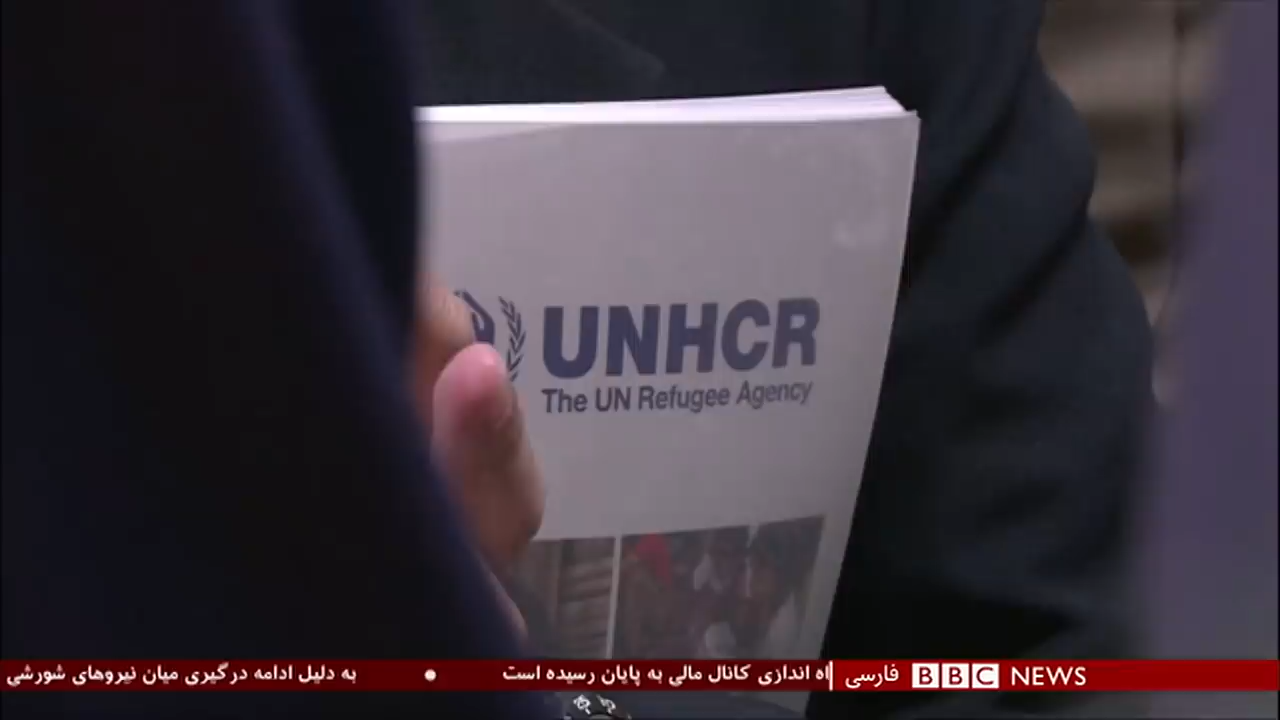 UNHCR
The UN Refugee Agency
اندازی کانال مالی به پایان رسیده است • به دلیل ادامه درگیری میان نیروهای شورشی
فارسی BBC NEWS